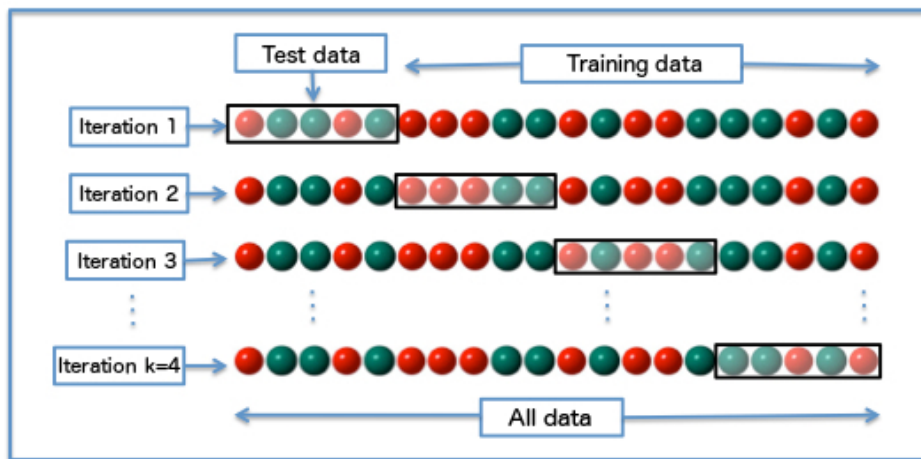 Test data
Training data
Iteration 1
Iteration 2
Iteration 3
Iteration k=4
All data